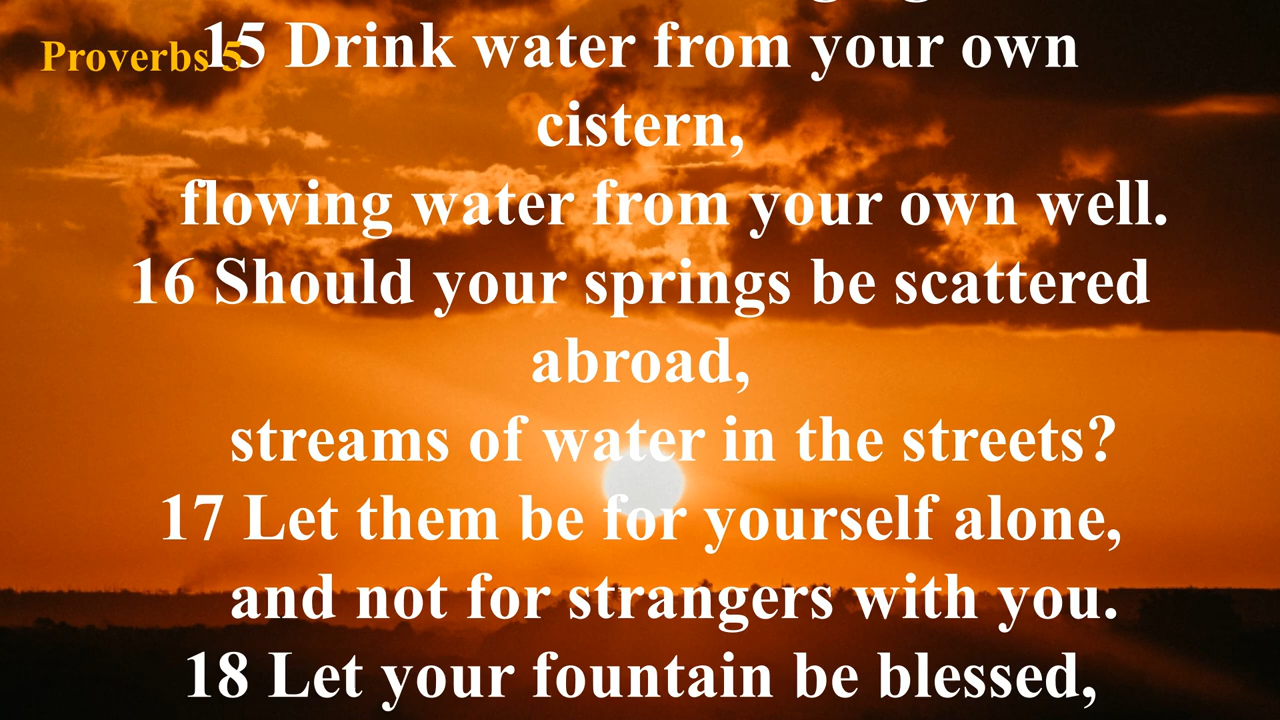 Proverbs 5
15 Drink water from your own
cistern,
flowing water from your own well.
16 Should your springs be scattered
abroad,
streams of water in the streets?
17 Let them be for yourself alone,
and not for strangers with you.
18 Let your fountain be blessed,